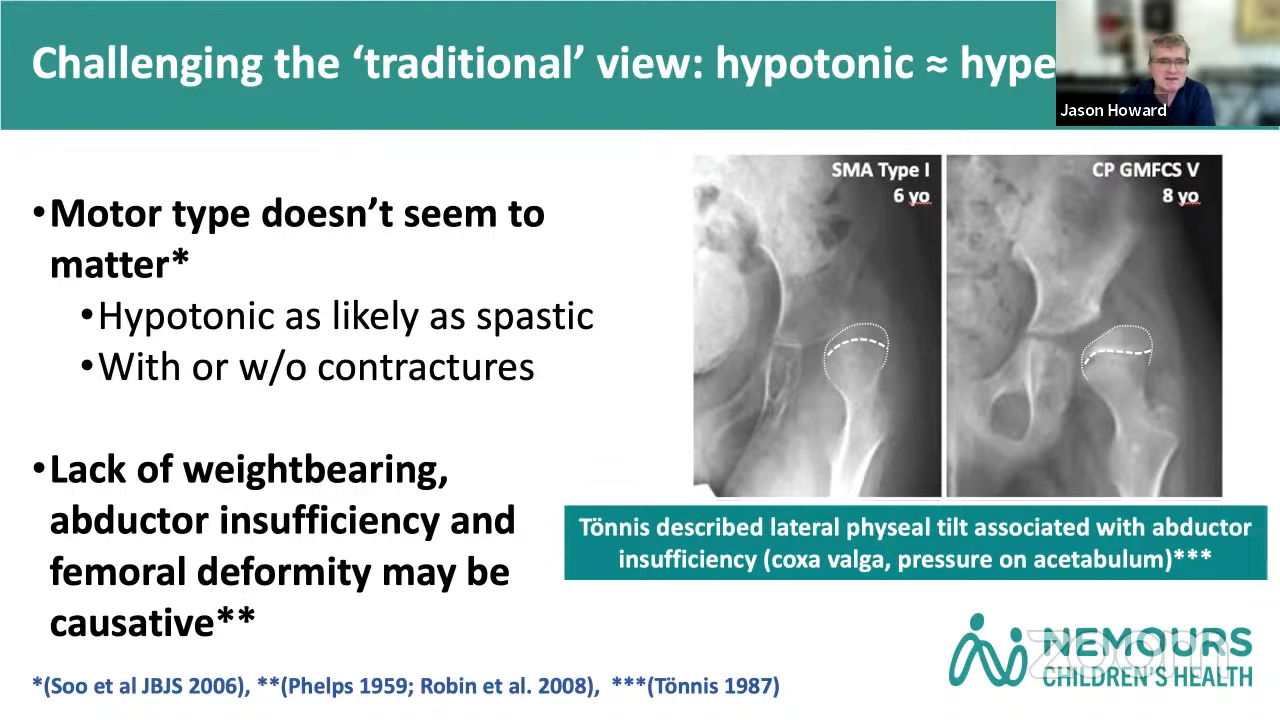 Challenging the ‘traditional’ view: hypotonic ≈ hype
Jason Howard
•Motor type doesn’t seem to
matter*
•Hypotonic as likely as spastic
•With or w/o contractures
•Lack of weightbearing,
abductor insufficiency and
femoral deformity may be
causative**
SMA Type I
6 yo
CP GMFCS V
8 yo
Tönnis described lateral physeal tilt associated with abductor
insufficiency (coxa valga, pressure on acetabulum)***
NEMOURS
CHILDREN'S HEALTH
zoom
*(Soo et al JBJS 2006), **(Phelps 1959; Robin et al. 2008), ***(Tönnis 1987)